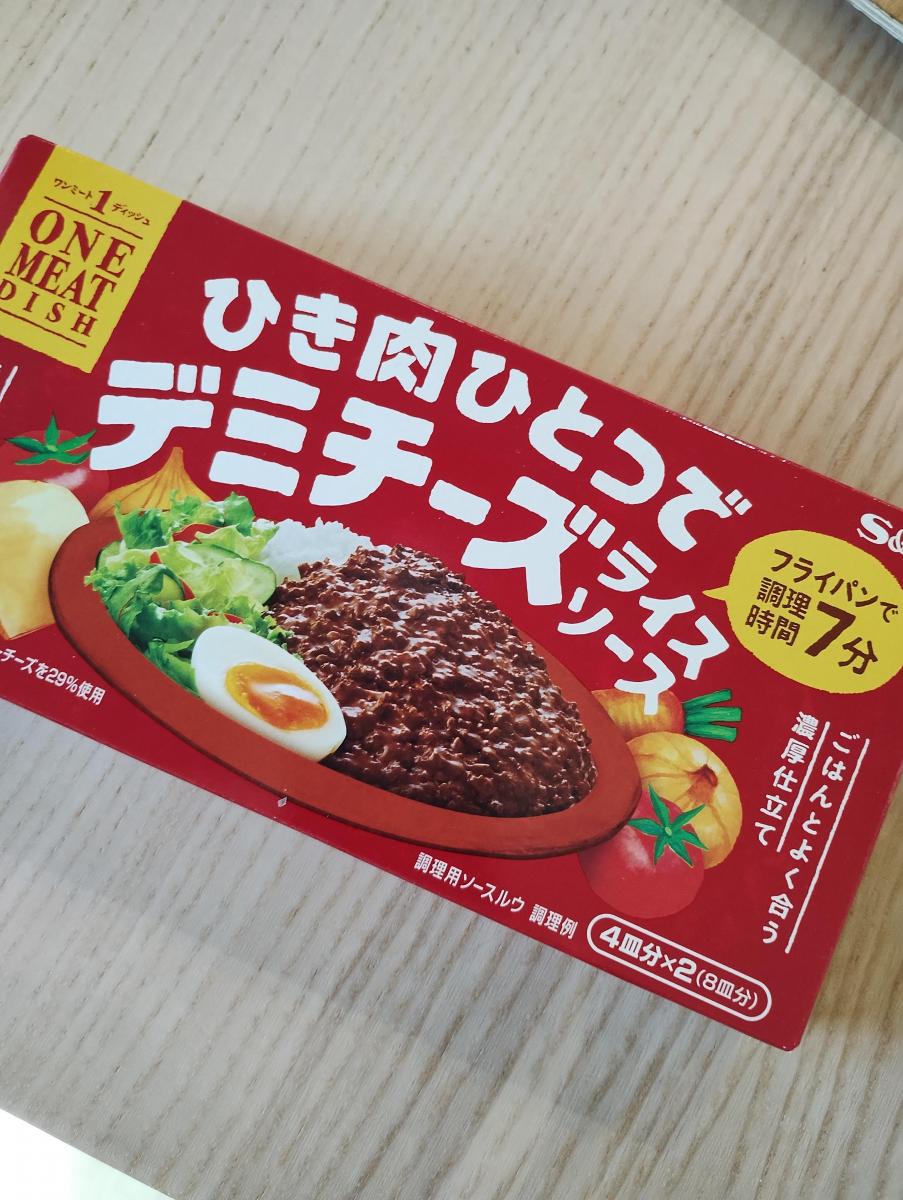 ワンミート1ディッシュ
ONE
MEAT
DISH
ひき肉ひとつで
デミチーズ
ライス
ソース
S&
フライパンで
調理
時間7分
ごはんとよく合う
濃厚仕立て
チーズを29%使用
調理用ソースルウ 調理例
4皿分×2(8皿分)